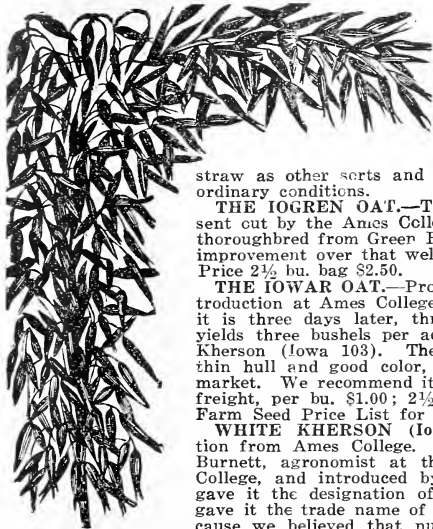 straw as other sorts and
ordinary conditions.
THE IOGREN OAT.—T
sent out by the Ames Coll
thoroughbred from Green
improvement over that wel
Price 2½ bu. bag $2.50.
THE IOWAR OAT.—Pro
troduction at Ames College
it is three days later, thr
yields three bushels per a
Kherson (Iowa 103). The
thin hull and good color,
market. We recommend it
freight, per bu. $1.00; 2½
Farm Seed Price List for
WHITE KHERSON (Io
tion from Ames College.
Burnett, agronomist at th
College, and introduced by
gave it the designation of
gave it the trade name of
cause we believed that